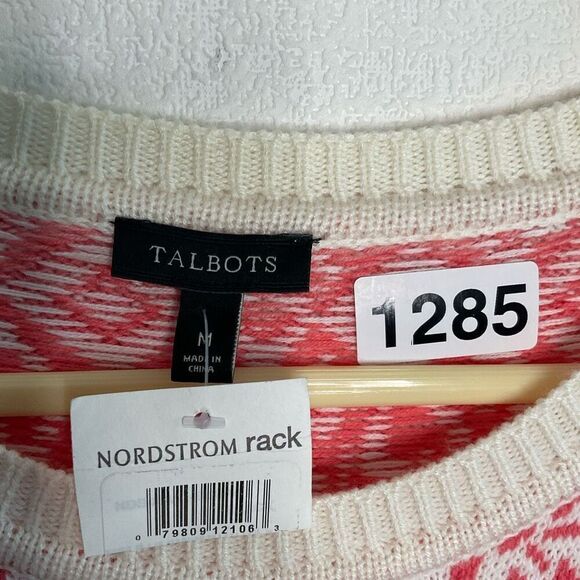 TALBOTS
M
MADE IN
CHINA
1285
NORDSTROM rack
0 79809 12106 3